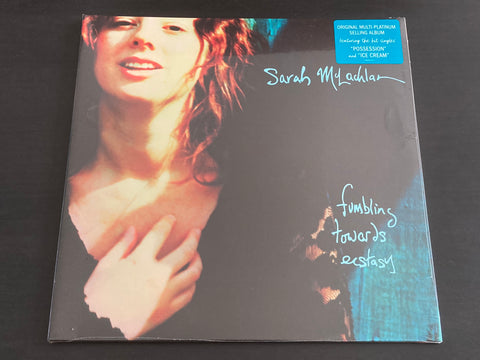 ORIGINAL MULTI-PLATINUM
SELLING ALBUM
featuring the hit singles
"POSSESSION"
and "ICE CREAM"
Sarah McLachlan
fumbling
towards
ecstasy